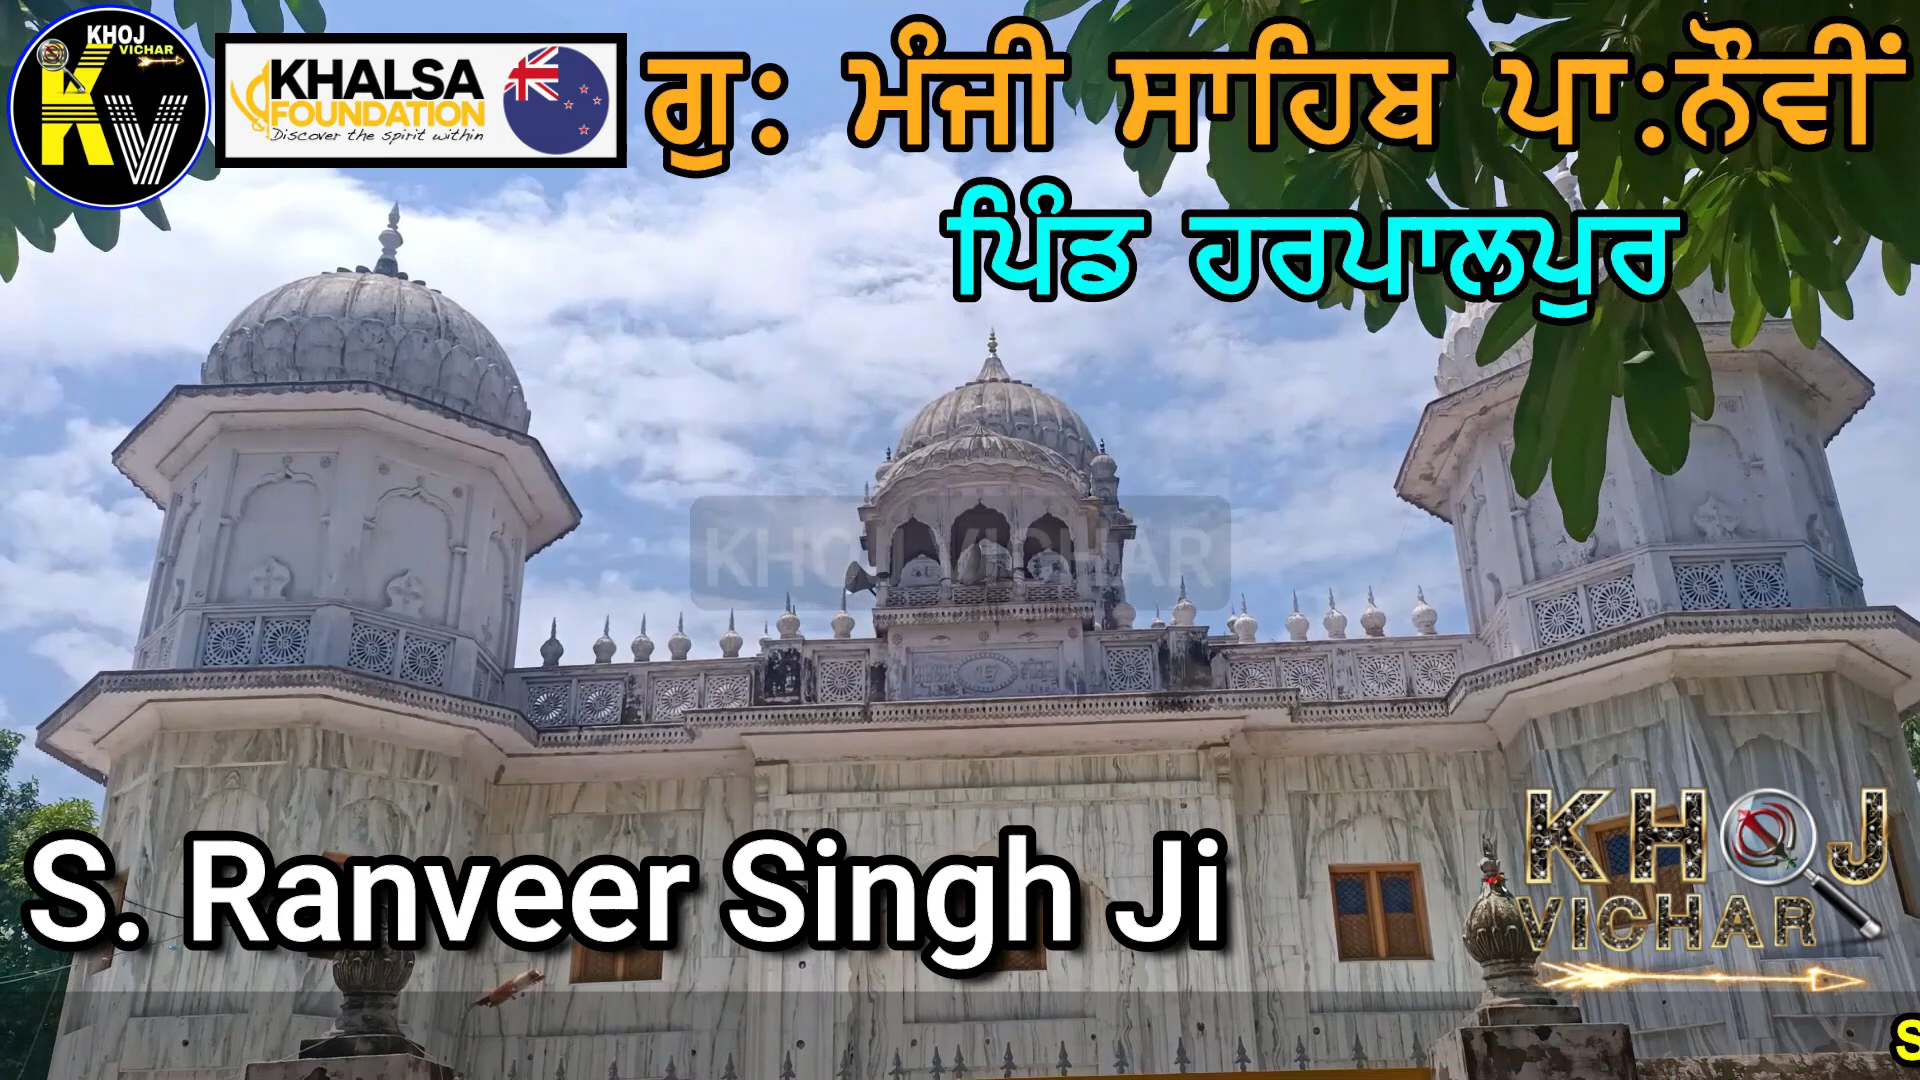 KHOJ
VICHAR
KV
KHALSA
FOUNDATION
Discover the spirit within
ਗੁ: ਮੰਜੀ ਸਾਹਿਬ ਪਾ:ਨੌਵੀਂ
ਪਿੰਡ ਹਰਪਾਲਪੁਰ
KHOJ VICHAR
ੴ
S. Ranveer Singh Ji
KHOJ
VICHAR
S